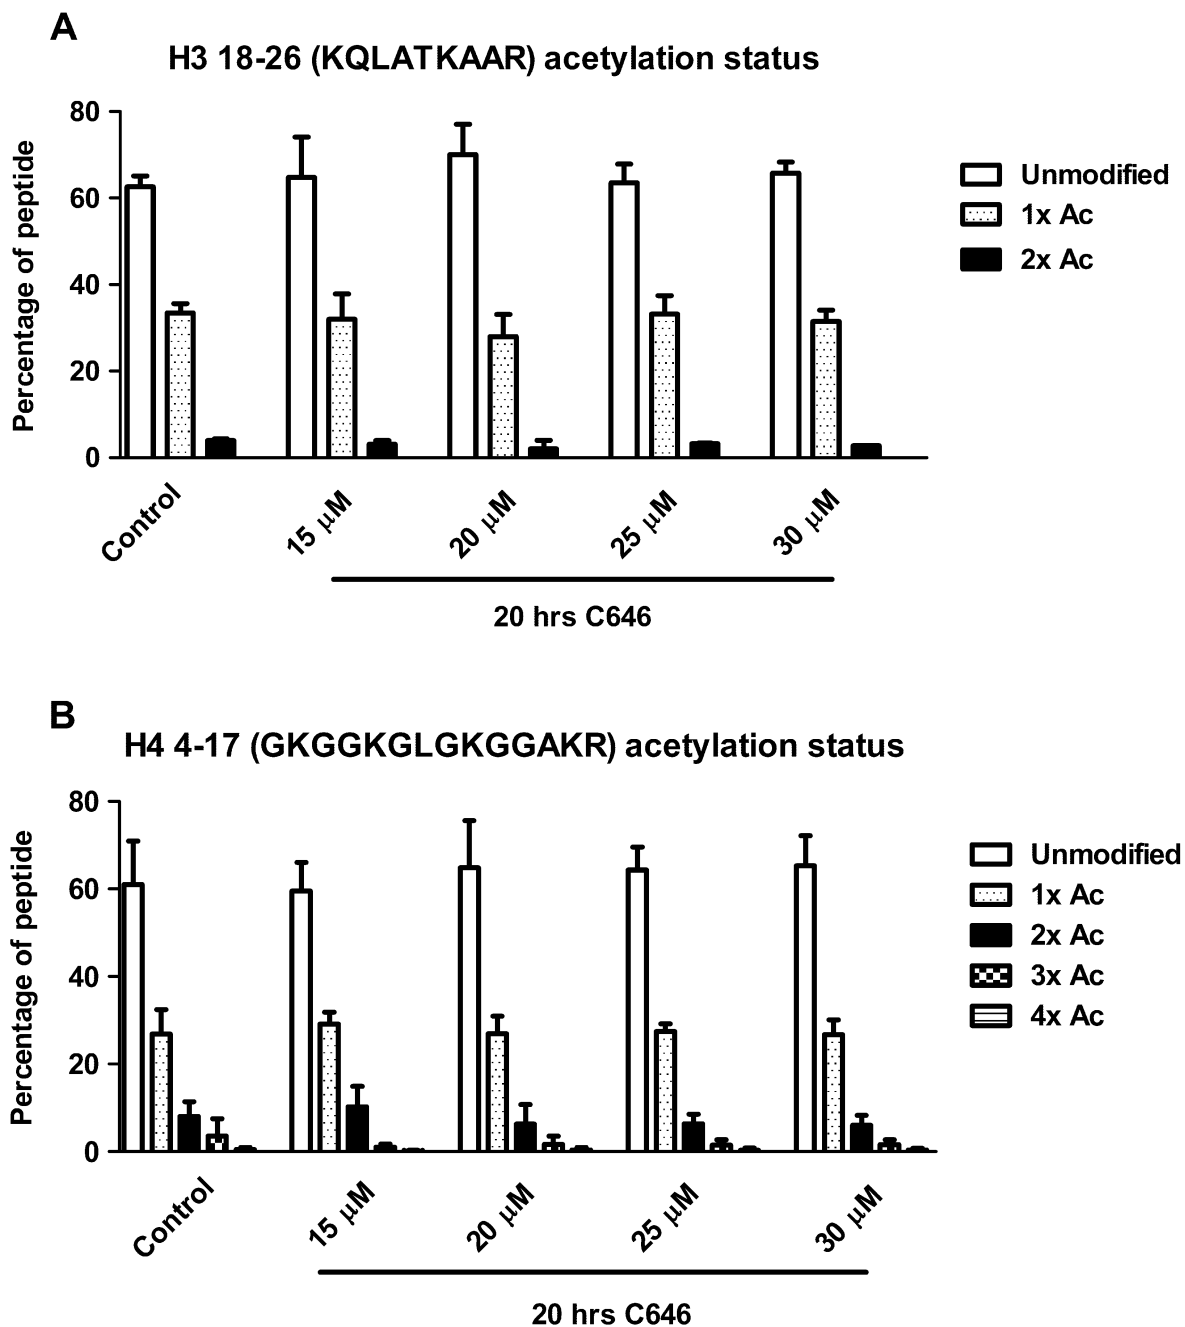 A
H3 18-26 (KQLATKAAR) acetylation status
Percentage of peptide
80
60
40
20
0
Unmodified
1x Ac
2x Ac
Control
15 μM
20 μM
25 μM
30 μM
20 hrs C646
B
H4 4-17 (GKGGKGLGKGGAKR) acetylation status
Percentage of peptide
80
60
40
20
0
Unmodified
1x Ac
2x Ac
3x Ac
4x Ac
Control
15 μM
20 μM
25 μM
30 μM
20 hrs C646